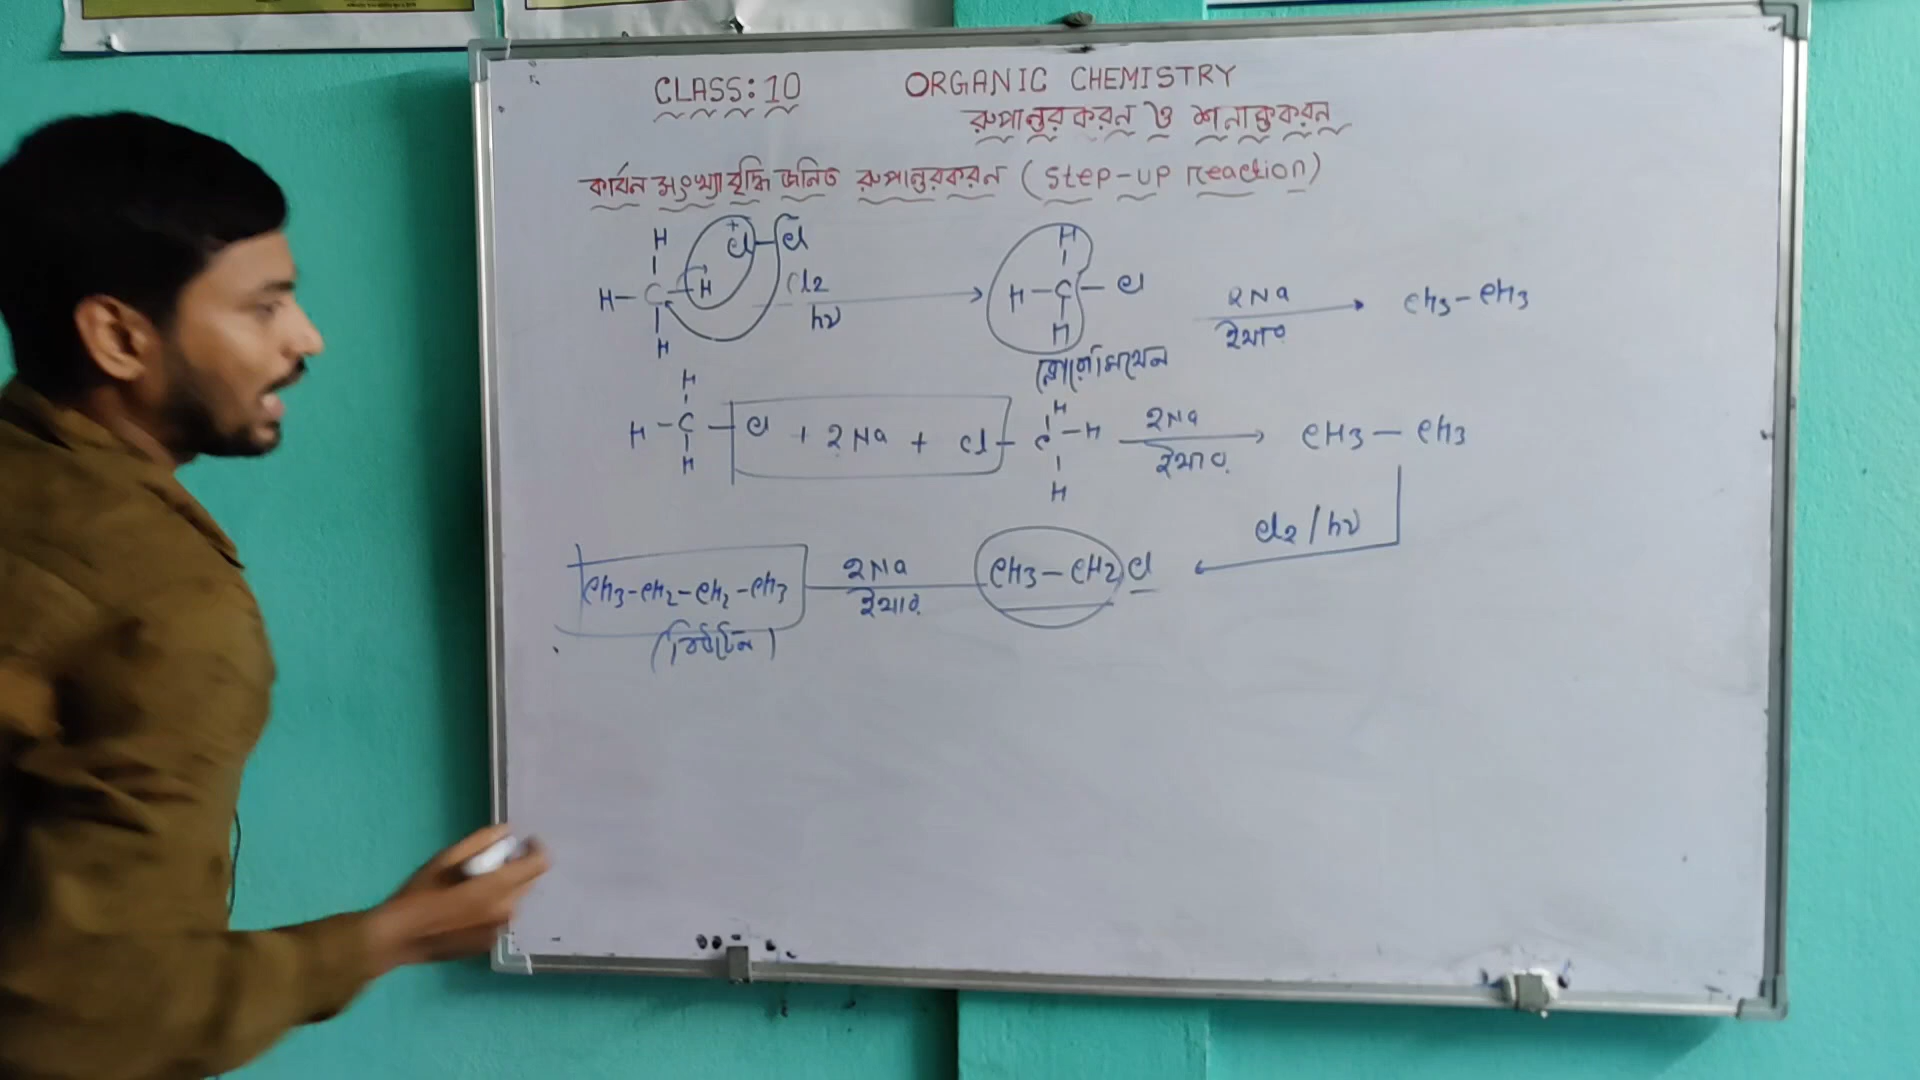 CLASS: 10 ORGANIC CHEMISTRY
রুপান্তরকরন ও শনাক্তকরন
কার্বন সংখ্যা বৃদ্ধি জনিত রুপান্তরকরন (Step-up reaction)
H + Cl-Cl H
H-C-H Cl2 H-C-Cl 2Na CH3-CH3
hν ইথার
H H
ক্লোরোমিথেন
H H
H-C-Cl + 2Na + Cl-C-H 2Na CH3-CH3
ইথার
H H
Cl2/hν
CH3-CH2-CH2-CH3 2Na CH3-CH2Cl
ইথার
(বিউটেন)